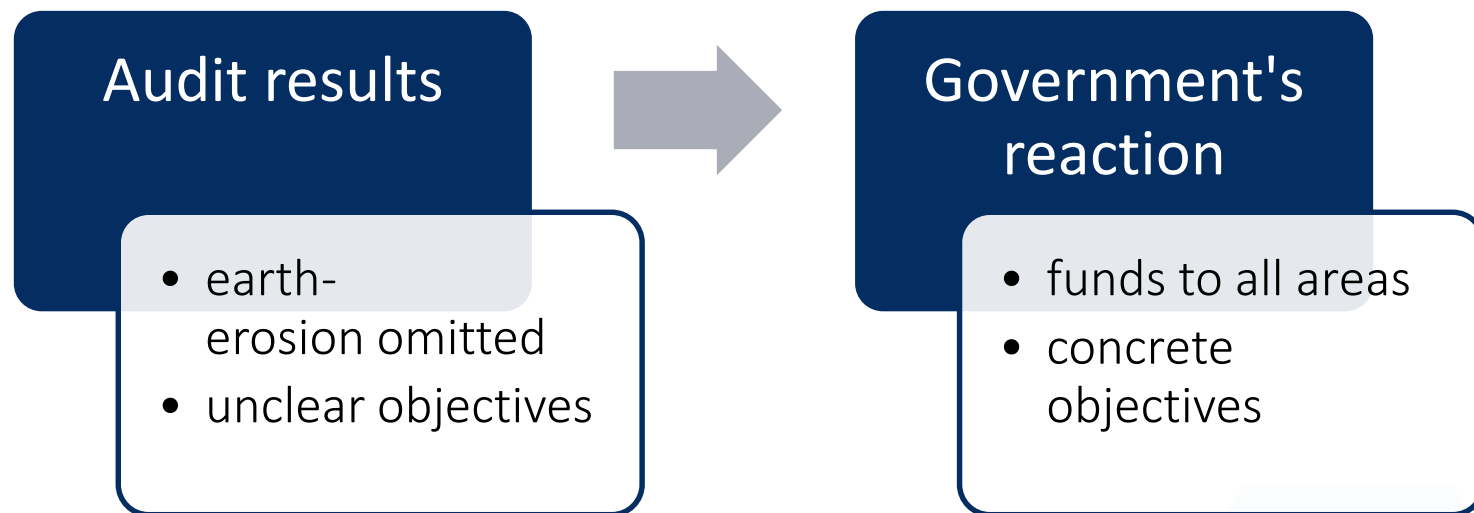 Audit results
• earth-
erosion omitted
• unclear objectives
Government's
reaction
• funds to all areas
• concrete
objectives